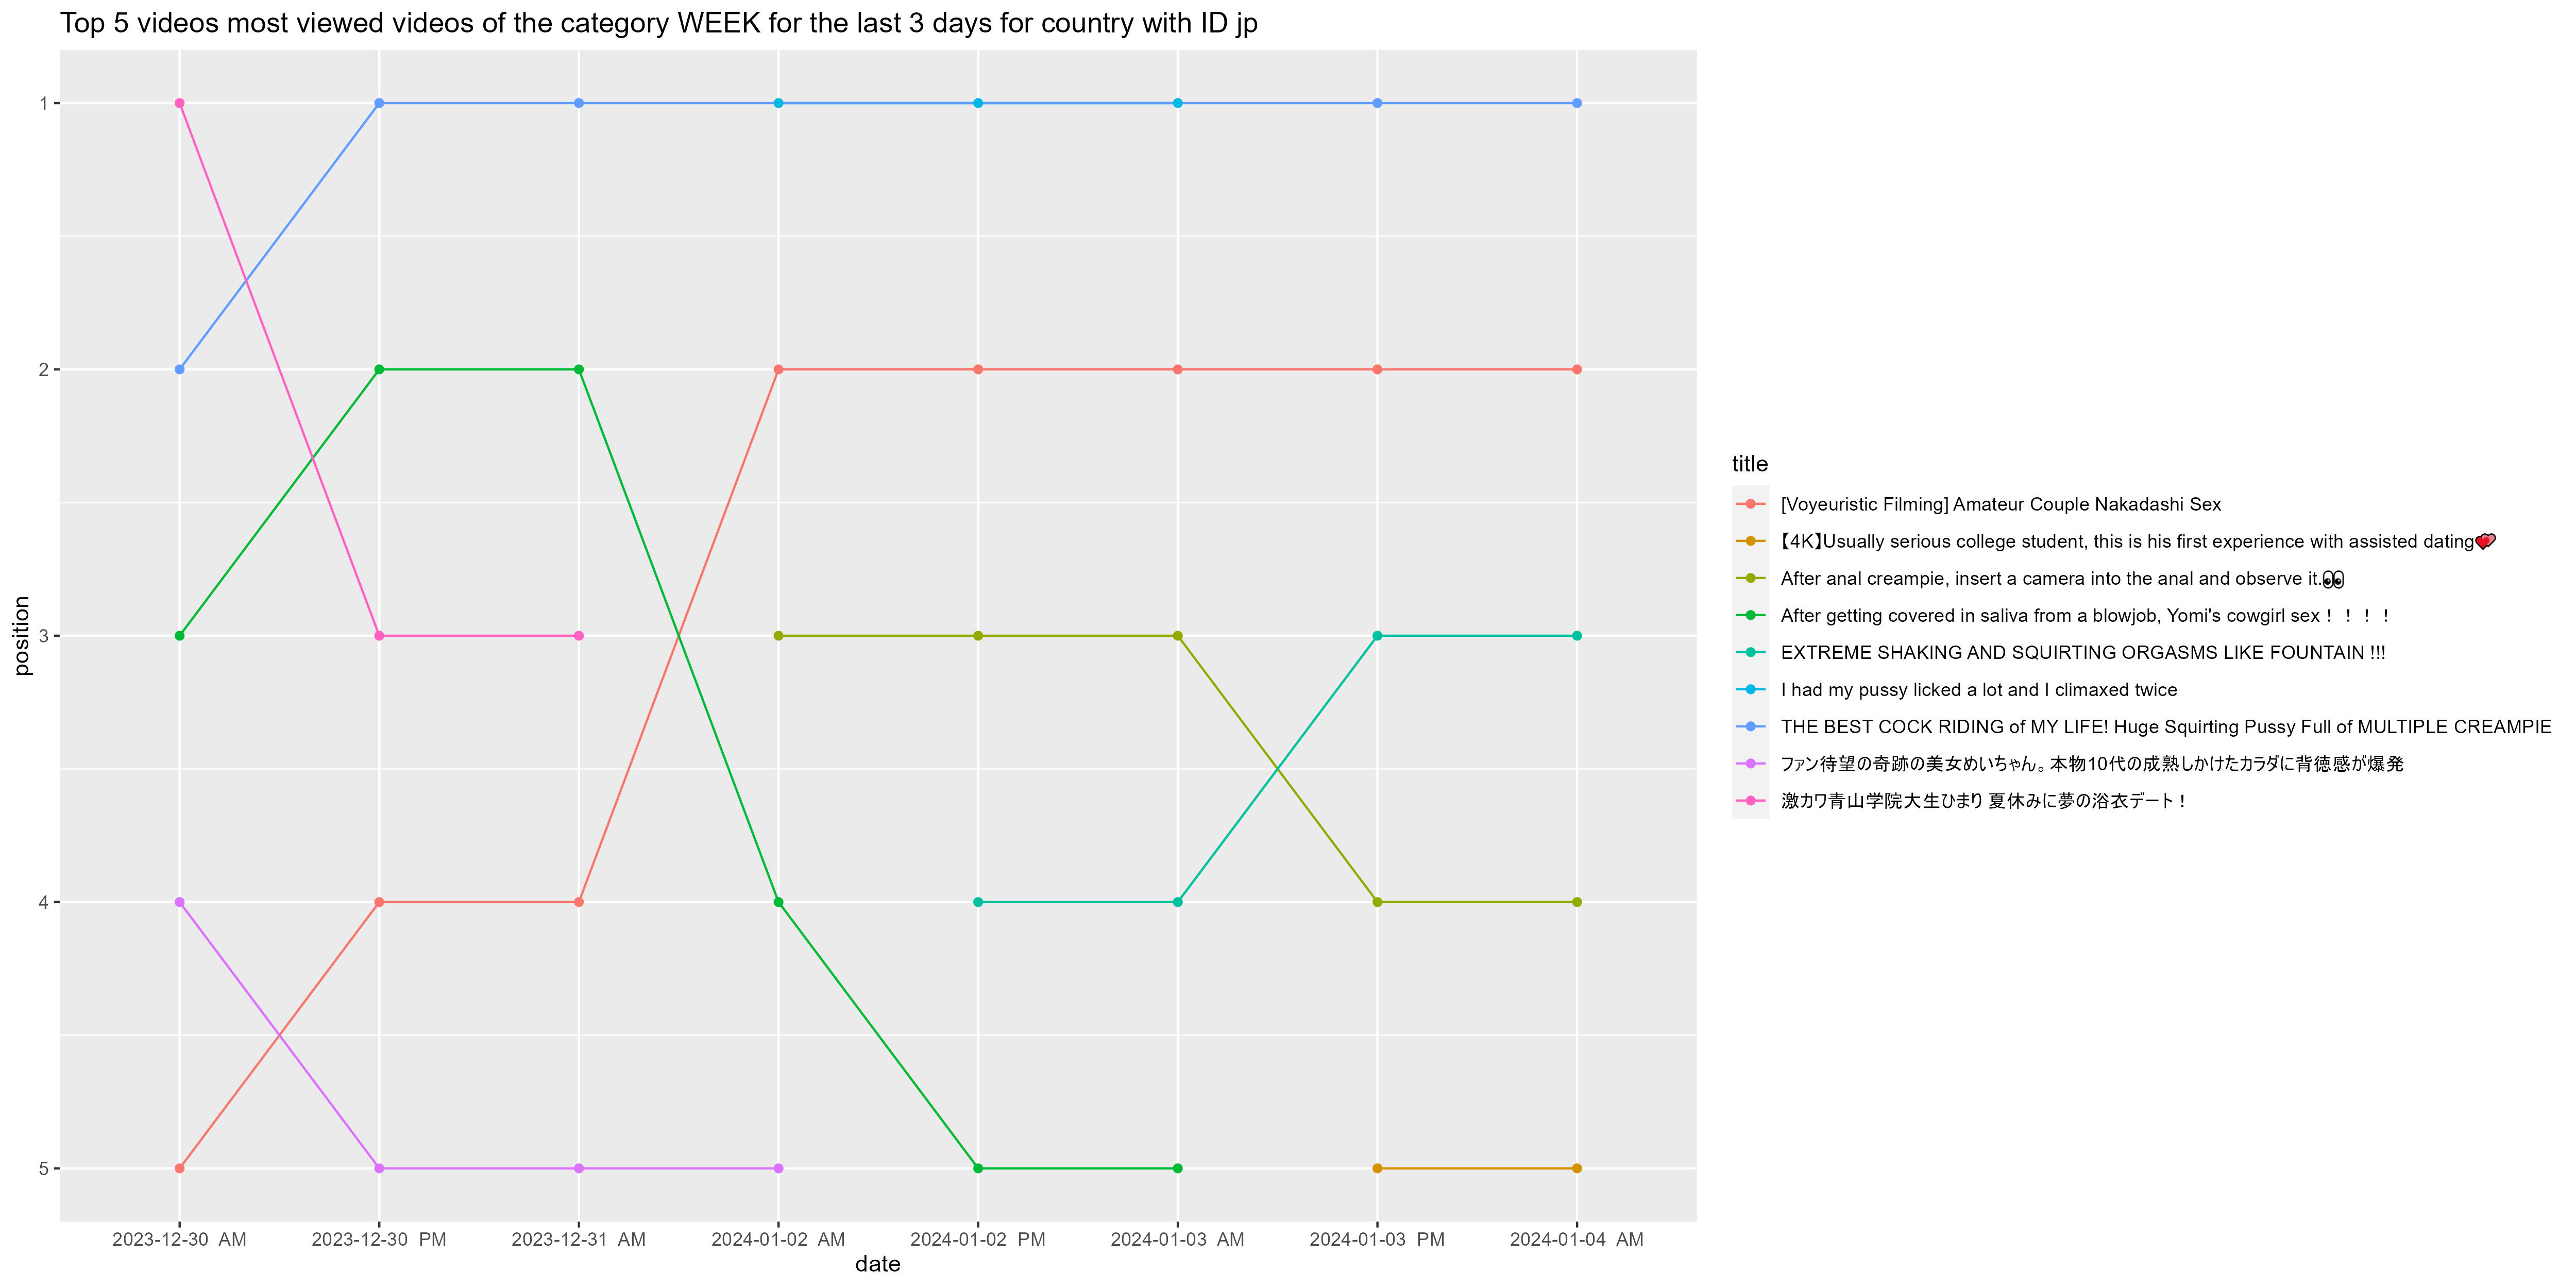 Top 5 videos most viewed videos of the category WEEK for the last 3 days for country with ID jp
1
2
3
4
5
position
2023-12-30 AM
2023-12-30 PM
2023-12-31 AM
2024-01-02 AM
2024-01-02 PM
2024-01-03 AM
2024-01-03 PM
2024-01-04 AM
date
title
[Voyeuristic Filming] Amateur Couple Nakadashi Sex
【4K】Usually serious college student, this is his first experience with assisted dating💕
After anal creampie, insert a camera into the anal and observe it.👀
After getting covered in saliva from a blowjob, Yomi's cowgirl sex！！！！
EXTREME SHAKING AND SQUIRTING ORGASMS LIKE FOUNTAIN !!!
I had my pussy licked a lot and I climaxed twice
THE BEST COCK RIDING of MY LIFE! Huge Squirting Pussy Full of MULTIPLE CREAMPIE
ファン待望の奇跡の美女めいちゃん。本物10代の成熟しかけたカラダに背徳感が爆発
激カワ青山学院大生ひまり 夏休みに夢の浴衣デート！